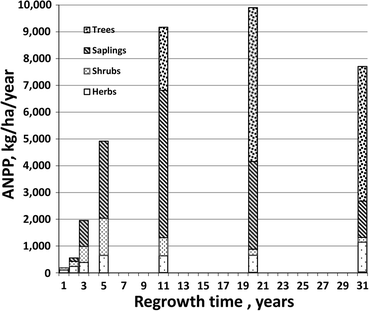 10,000
9,000
8,000
7,000
6,000
5,000
4,000
3,000
2,000
1,000
0
ANPP, kg/ha/year
Trees
Saplings
Shrubs
Herbs
1 3 5 7 9 11 13 15 17 19 21 23 25 27 29 31
Regrowth time , years